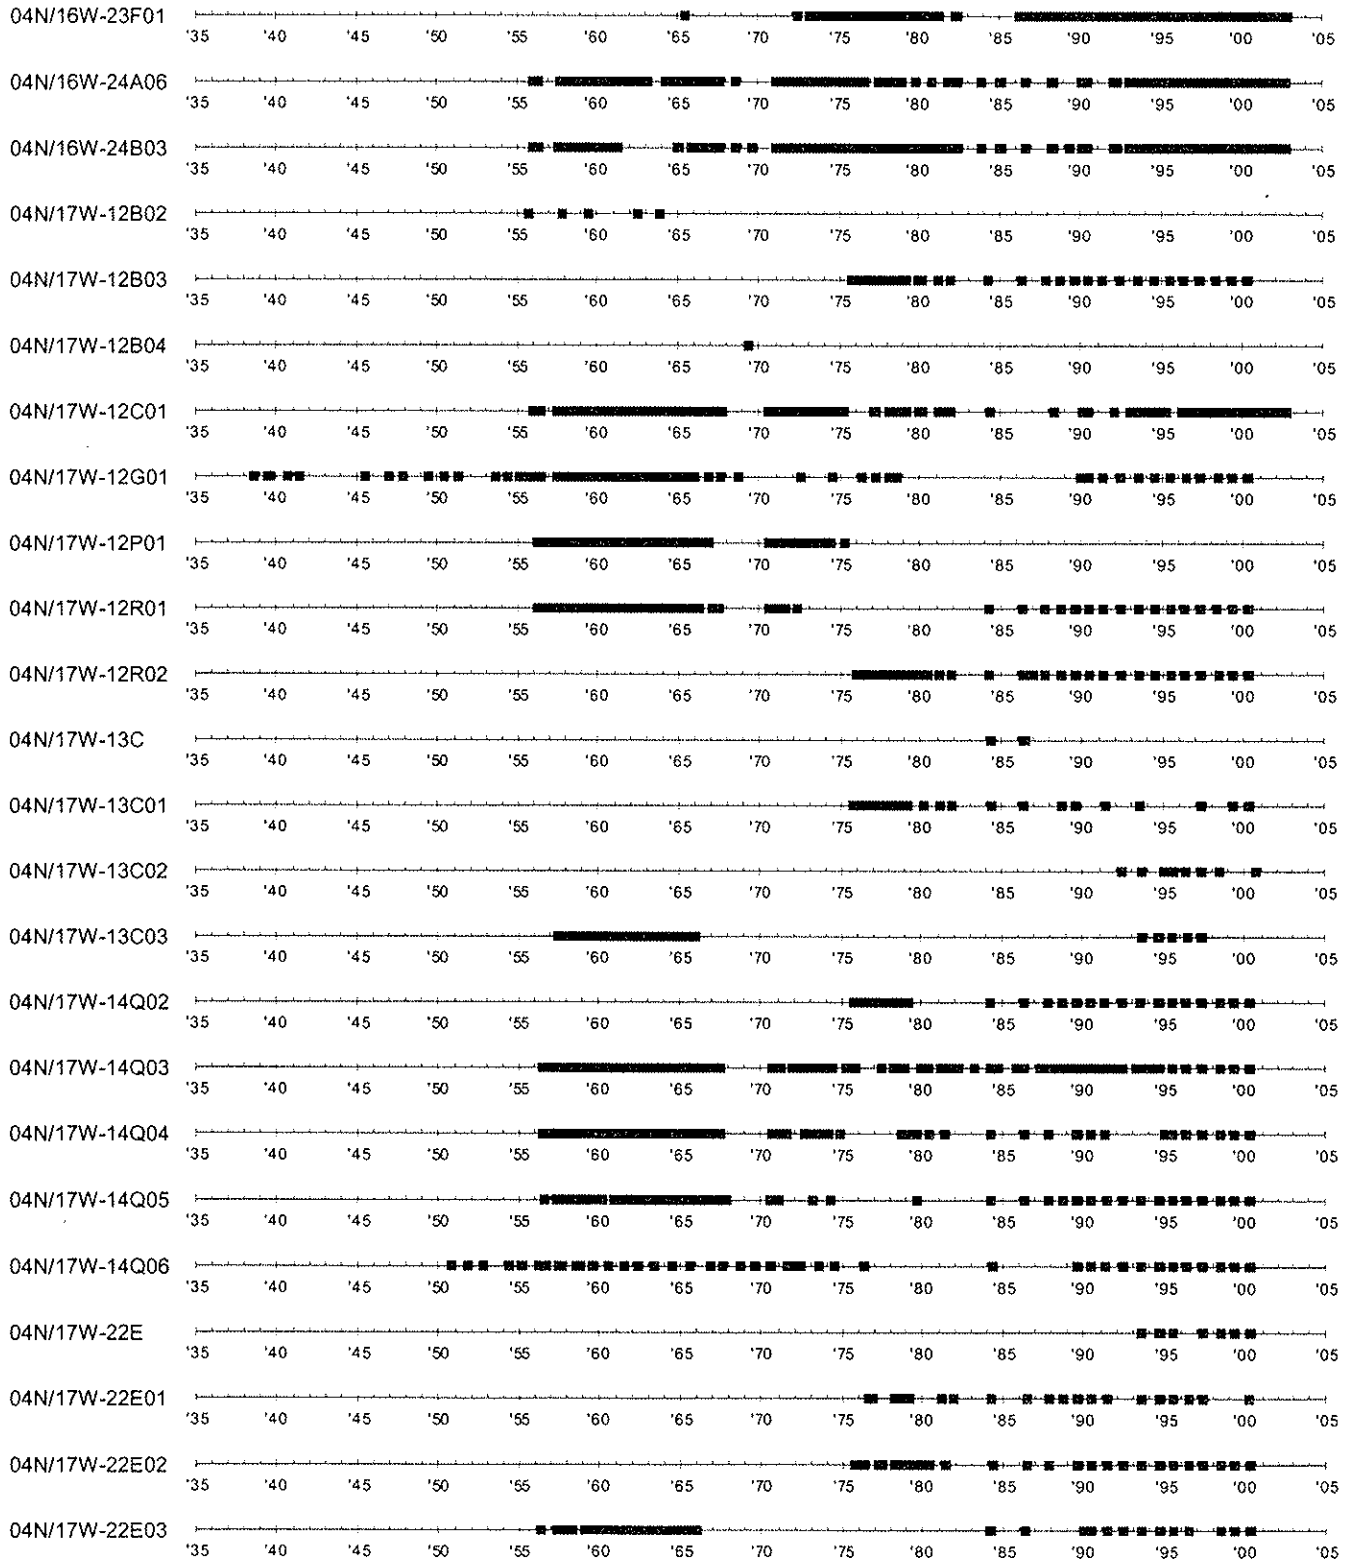 04N/16W-23F01
'35 '40 '45 '50 '55 '60 '65 '70 '75 '80 '85 '90 '95 '00 '05
04N/16W-24A06
'35 '40 '45 '50 '55 '60 '65 '70 '75 '80 '85 '90 '95 '00 '05
04N/16W-24B03
'35 '40 '45 '50 '55 '60 '65 '70 '75 '80 '85 '90 '95 '00 '05
04N/17W-12B02
'35 '40 '45 '50 '55 '60 '65 '70 '75 '80 '85 '90 '95 '00 '05
04N/17W-12B03
'35 '40 '45 '50 '55 '60 '65 '70 '75 '80 '85 '90 '95 '00 '05
04N/17W-12B04
'35 '40 '45 '50 '55 '60 '65 '70 '75 '80 '85 '90 '95 '00 '05
04N/17W-12C01
'35 '40 '45 '50 '55 '60 '65 '70 '75 '80 '85 '90 '95 '00 '05
04N/17W-12G01
'35 '40 '45 '50 '55 '60 '65 '70 '75 '80 '85 '90 '95 '00 '05
04N/17W-12P01
'35 '40 '45 '50 '55 '60 '65 '70 '75 '80 '85 '90 '95 '00 '05
04N/17W-12R01
'35 '40 '45 '50 '55 '60 '65 '70 '75 '80 '85 '90 '95 '00 '05
04N/17W-12R02
'35 '40 '45 '50 '55 '60 '65 '70 '75 '80 '85 '90 '95 '00 '05
04N/17W-13C
'35 '40 '45 '50 '55 '60 '65 '70 '75 '80 '85 '90 '95 '00 '05
04N/17W-13C01
'35 '40 '45 '50 '55 '60 '65 '70 '75 '80 '85 '90 '95 '00 '05
04N/17W-13C02
'35 '40 '45 '50 '55 '60 '65 '70 '75 '80 '85 '90 '95 '00 '05
04N/17W-13C03
'35 '40 '45 '50 '55 '60 '65 '70 '75 '80 '85 '90 '95 '00 '05
04N/17W-14Q02
'35 '40 '45 '50 '55 '60 '65 '70 '75 '80 '85 '90 '95 '00 '05
04N/17W-14Q03
'35 '40 '45 '50 '55 '60 '65 '70 '75 '80 '85 '90 '95 '00 '05
04N/17W-14Q04
'35 '40 '45 '50 '55 '60 '65 '70 '75 '80 '85 '90 '95 '00 '05
04N/17W-14Q05
'35 '40 '45 '50 '55 '60 '65 '70 '75 '80 '85 '90 '95 '00 '05
04N/17W-14Q06
'35 '40 '45 '50 '55 '60 '65 '70 '75 '80 '85 '90 '95 '00 '05
04N/17W-22E
'35 '40 '45 '50 '55 '60 '65 '70 '75 '80 '85 '90 '95 '00 '05
04N/17W-22E01
'35 '40 '45 '50 '55 '60 '65 '70 '75 '80 '85 '90 '95 '00 '05
04N/17W-22E02
'35 '40 '45 '50 '55 '60 '65 '70 '75 '80 '85 '90 '95 '00 '05
04N/17W-22E03
'35 '40 '45 '50 '55 '60 '65 '70 '75 '80 '85 '90 '95 '00 '05